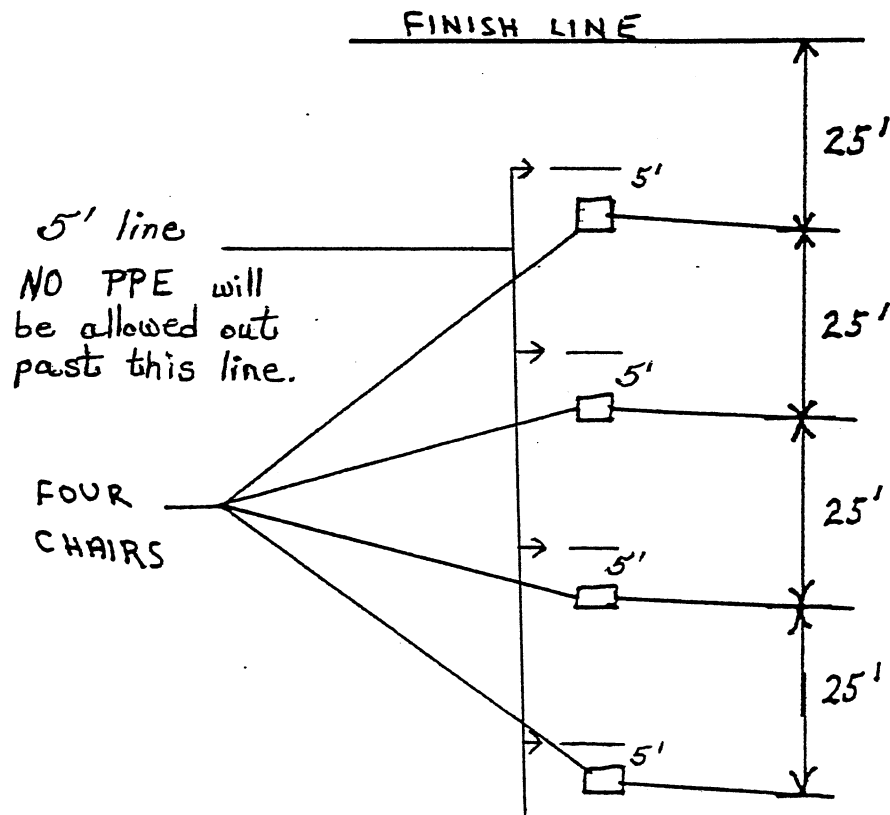 FINISH LINE
25'
5'
5' line
NO PPE will
be allowed out
past this line.
25'
5'
FOUR
CHAIRS
25'
5'
25'
5'